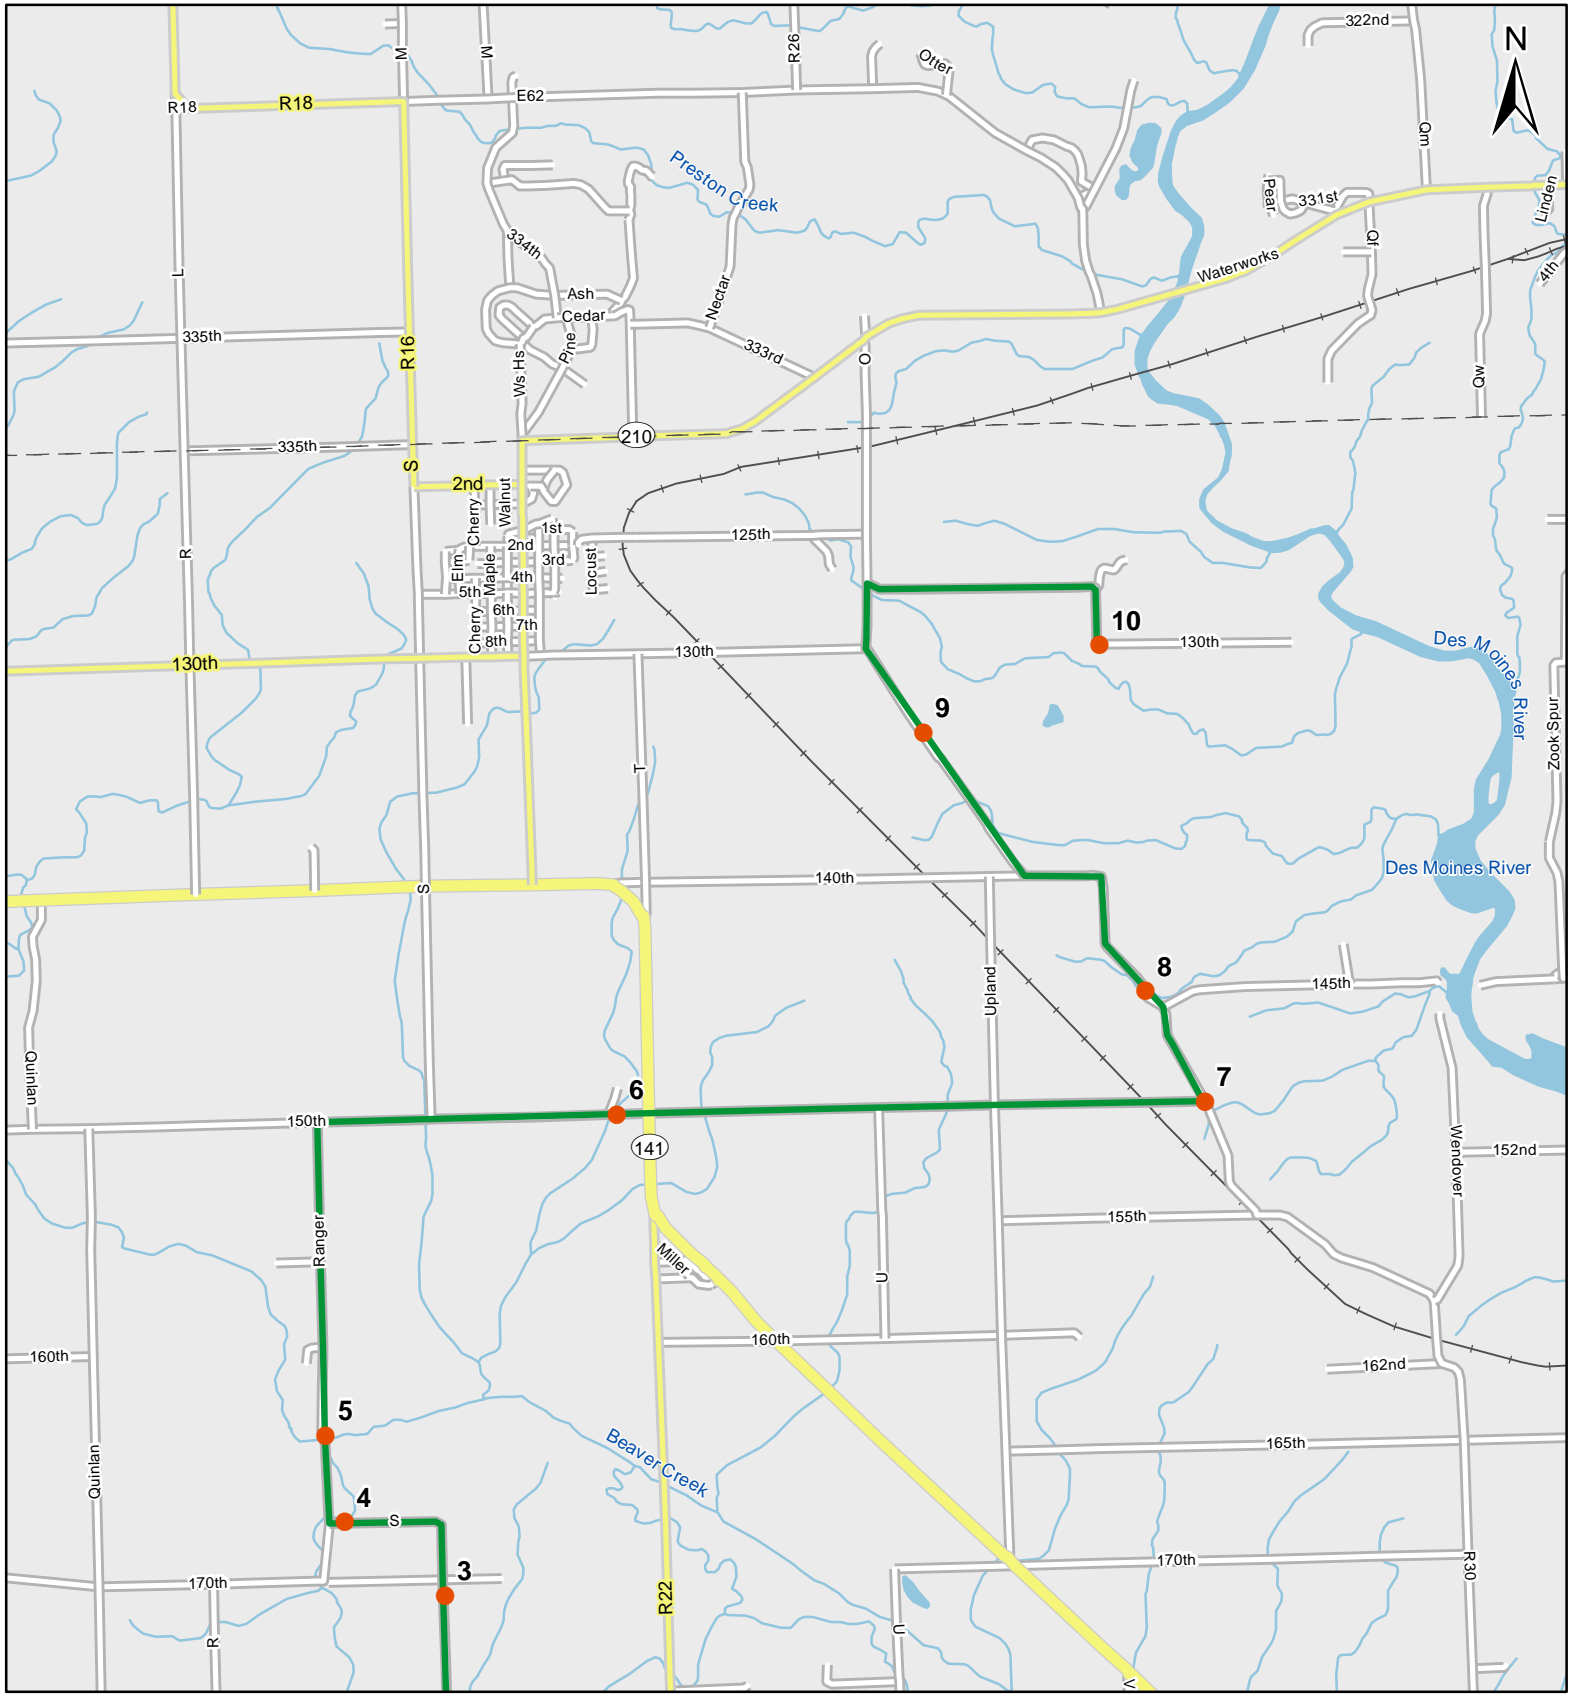 322nd
N
M
M
R26
Otter
R18
R18
E62
Qm
Preston Creek
Pear
331st
Linden
334th
Qf
L
Waterworks
4th
Ash
Nectar
Cedar
335th
R16
Pine
333rd
O
Ws Hs
Qw
210
335th
S
2nd
Cherry
Walnut
1st
125th
2nd
R
3rd
Elm
Maple
Locust
4th
5th
6th
10
Cherry
7th
8th
130th
130th
130th
Des Moines River
9
Zook Spur
T
Des Moines River
140th
S
8
Upland
145th
Quinlan
7
6
150th
141
152nd
Wendover
155th
Ranger
Miller
U
160th
160th
162nd
5
165th
Beaver Creek
Quinlan
4
S
170th
R30
3
170th
R22
R
U
V